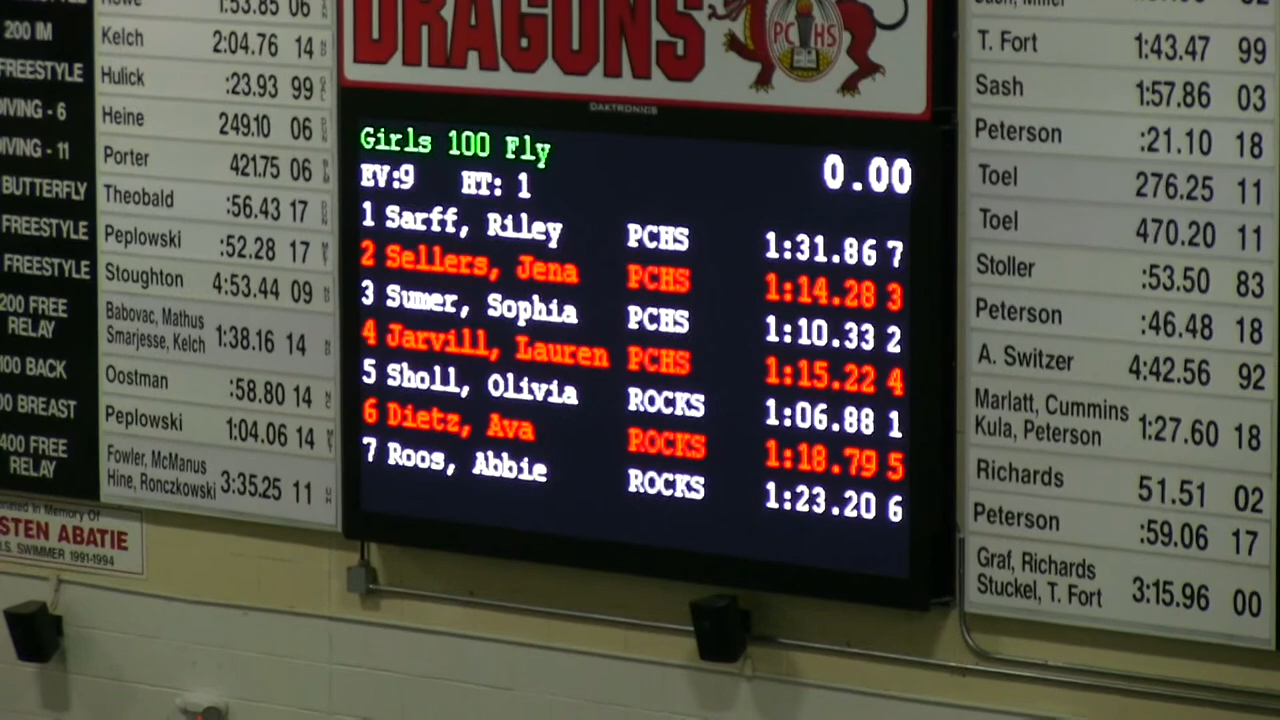 200 IM
FREESTYLE
DIVING - 6
DIVING - 11
BUTTERFLY
FREESTYLE
FREESTYLE
200 FREE
RELAY
100 BACK
BREAST
400 FREE
RELAY
1:53.85 06
Kelch 2:04.76 14
Hulick :23.93 99
Heine 249.10 06
Porter 421.75 06
Theobald :56.43 17
Peplowski :52.28 17
Stoughton 4:53.44 09
Babovac, Mathus
Smarjesse, Kelch 1:38.16 14
Oostman :58.80 14
Peplowski 1:04.06 14
Fowler, McManus
Hine, Ronczkowski 3:35.25 11
In Memory Of
STEN ABATIE
SWIMMER 1991-1994
DRAGONS
PC HS
DAKTRONICS
Girls 100 Fly 0.00
EV:9 HT: 1
1 Sarff, Riley PCHS 1:31.86 7
2 Sellers, Jena PCHS 1:14.28 3
3 Sumer, Sophia PCHS 1:10.33 2
4 Jarvill, Lauren PCHS 1:15.22 4
5 Sholl, Olivia ROCKS 1:06.88 1
6 Dietz, Ava ROCKS 1:18.79 5
7 Roos, Abbie ROCKS 1:23.20 6
T. Fort 1:43.47 99
Sash 1:57.86 03
Peterson :21.10 18
Toel 276.25 11
Toel 470.20 11
Stoller :53.50 83
Peterson :46.48 18
A. Switzer 4:42.56 92
Marlatt, Cummins
Kula, Peterson 1:27.60 18
Richards 51.51 02
Peterson :59.06 17
Graf, Richards
Stuckel, T. Fort 3:15.96 00